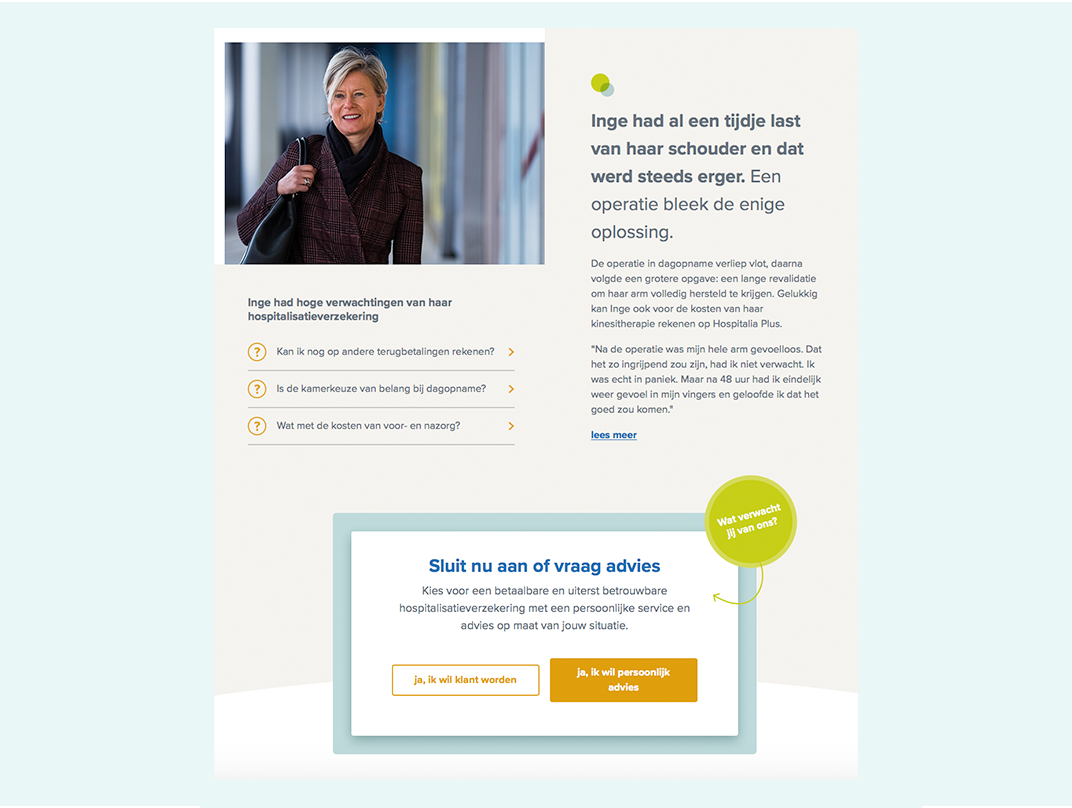 Inge had al een tijdje last
van haar schouder en dat
werd steeds erger. Een
operatie bleek de enige
oplossing.
De operatie in dagopname verliep vlot, daarna
volgde een grotere opgave: een lange revalidatie
om haar arm volledig hersteld te krijgen. Gelukkig
kan Inge ook voor de kosten van haar
kinesitherapie rekenen op Hospitalia Plus.
"Na de operatie was mijn hele arm gevoelloos. Dat
het zo ingrijpend zou zijn, had ik niet verwacht. Ik
was echt in paniek. Maar na 48 uur had ik eindelijk
weer gevoel in mijn vingers en geloofde ik dat het
goed zou komen."
lees meer
Inge had hoge verwachtingen van haar
hospitalisatieverzekering
? Kan ik nog op andere terugbetalingen rekenen?
? Is de kamerkeuze van belang bij dagopname?
? Wat met de kosten van voor- en nazorg?
Wat verwacht
jij van ons?
Sluit nu aan of vraag advies
Kies voor een betaalbare en uiterst betrouwbare
hospitalisatieverzekering met een persoonlijke service en
advies op maat van jouw situatie.
ja, ik wil klant worden
ja, ik wil persoonlijk
advies